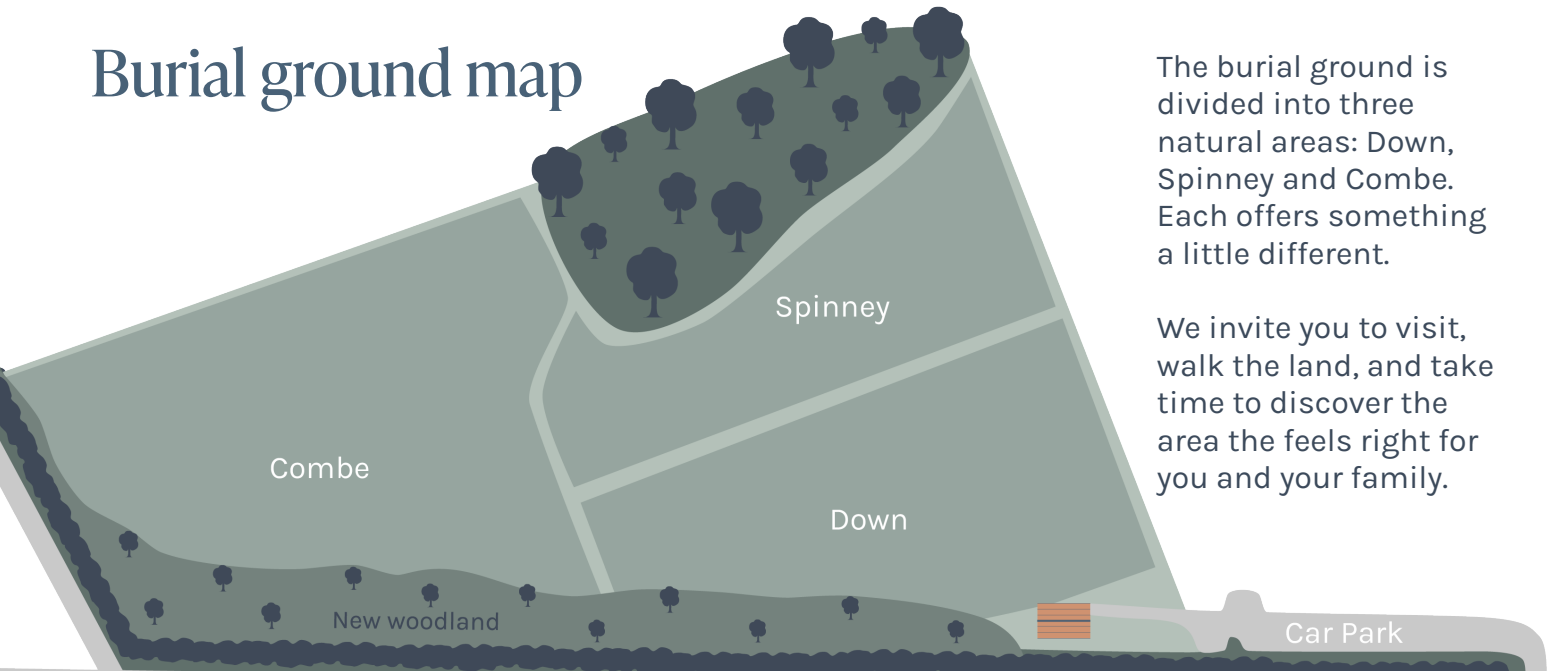 Burial ground map
The burial ground is
divided into three
natural areas: Down,
Spinney and Combe.
Each offers something
a little different.
We invite you to visit,
walk the land, and take
time to discover the
area the feels right for
you and your family.
Spinney
Combe
Down
New woodland
Car Park